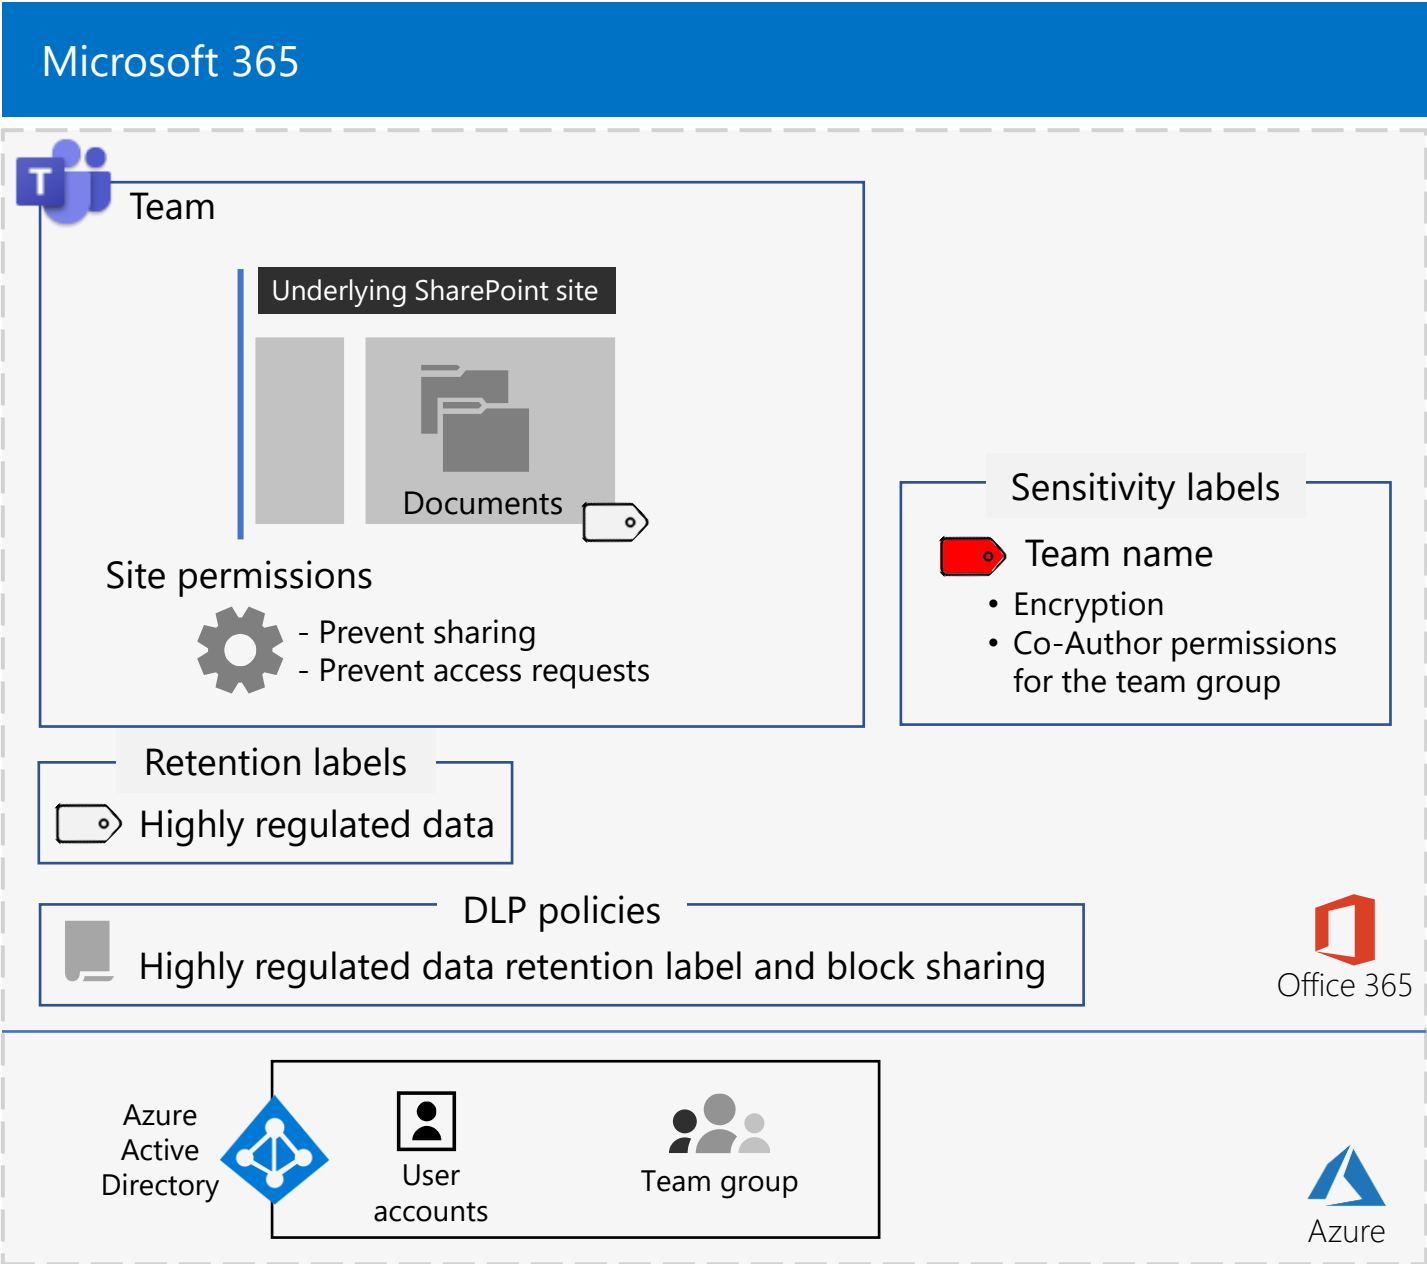 Microsoft 365
T
Team
Underlying SharePoint site
Documents
Site permissions
- Prevent sharing
- Prevent access requests
Sensitivity labels
Team name
• Encryption
• Co-Author permissions
for the team group
Retention labels
Highly regulated data
DLP policies
Highly regulated data retention label and block sharing
Office 365
Azure
Active
Directory
User
accounts
Team group
Azure